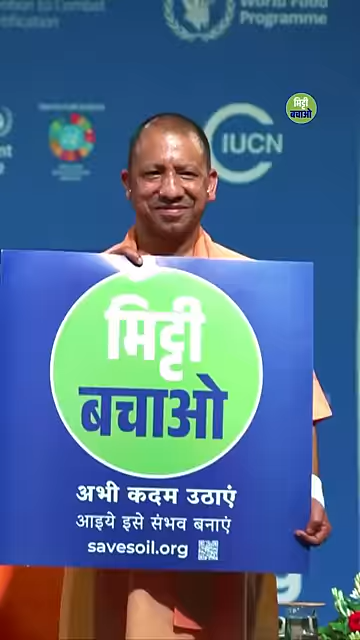 World Food
Programme
IUCN
मिट्टी
बचाओ
मिट्टी
बचाओ
अभी कदम उठाएं
आइये इसे संभव बनाएं
savesoil.org